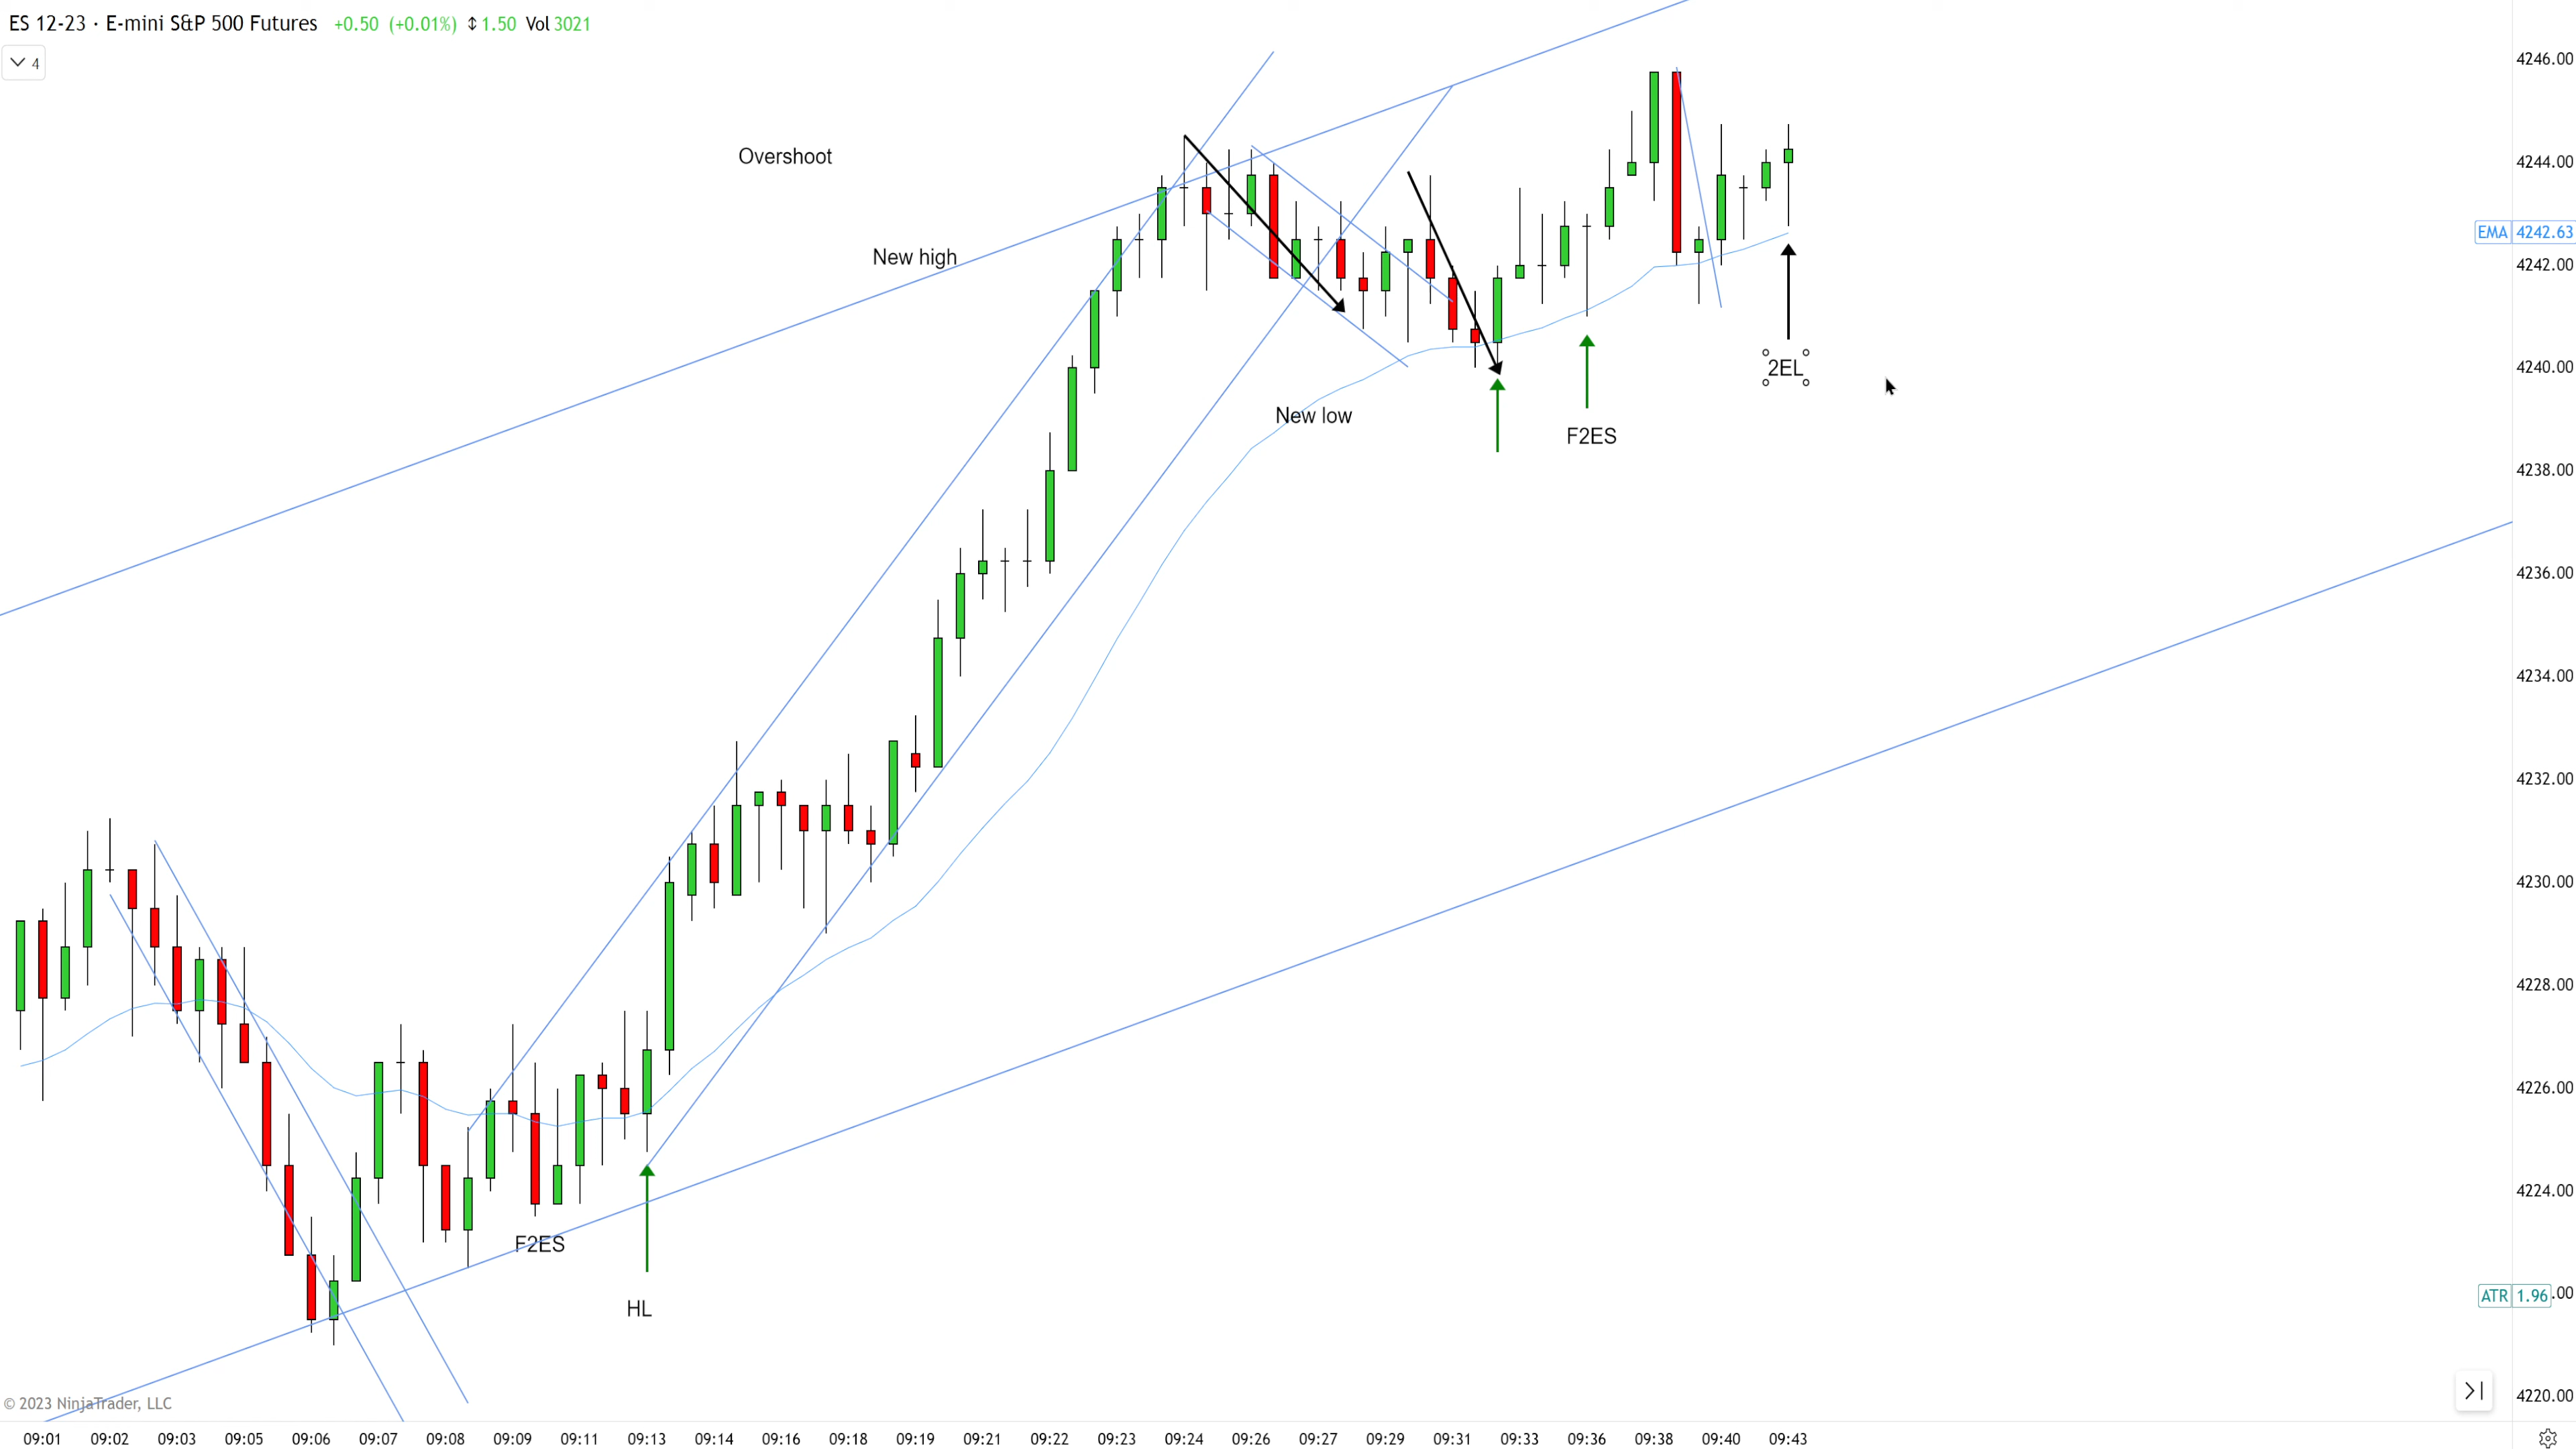 ES 12-23 · E-mini S&P 500 Futures +0.50 (+0.01%) ⇕1.50 Vol 3021
4
4246.00
Overshoot
4244.00
EMA 4242.63
New high
4242.00
2EL
4240.00
New low
F2ES
4238.00
4236.00
4234.00
4232.00
4230.00
4228.00
4226.00
4224.00
F2ES
ATR 1.96 .00
HL
4220.00
© 2023 NinjaTrader, LLC
09:01 09:02 09:03 09:05 09:06 09:07 09:08 09:09 09:11 09:13 09:14 09:16 09:18 09:19 09:21 09:22 09:23 09:24 09:26 09:27 09:29 09:31 09:33 09:36 09:38 09:40 09:43